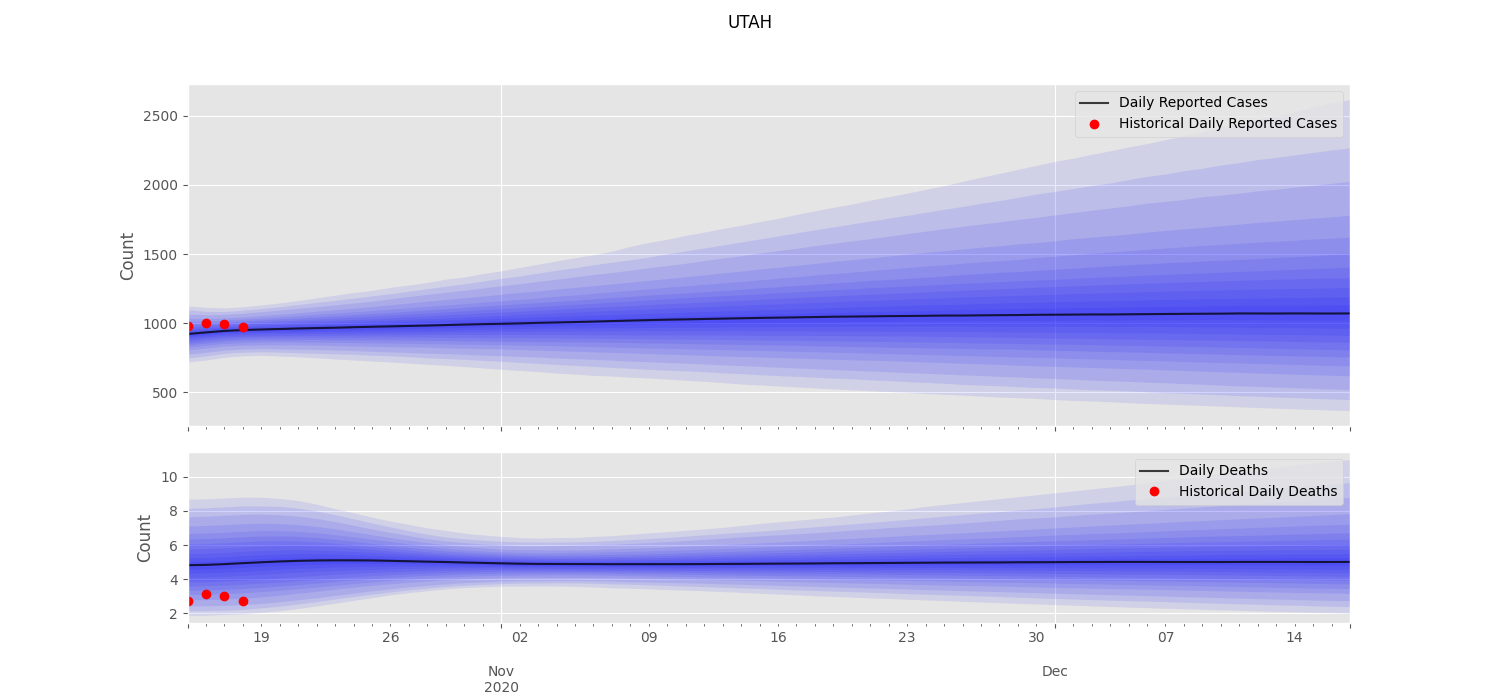 UTAH
2500
2000
1500
1000
500
Count
Daily Reported Cases
Historical Daily Reported Cases
10
8
6
4
2
Count
Daily Deaths
Historical Daily Deaths
19 26 02 09 16 23 30 07 14
Nov Dec
2020